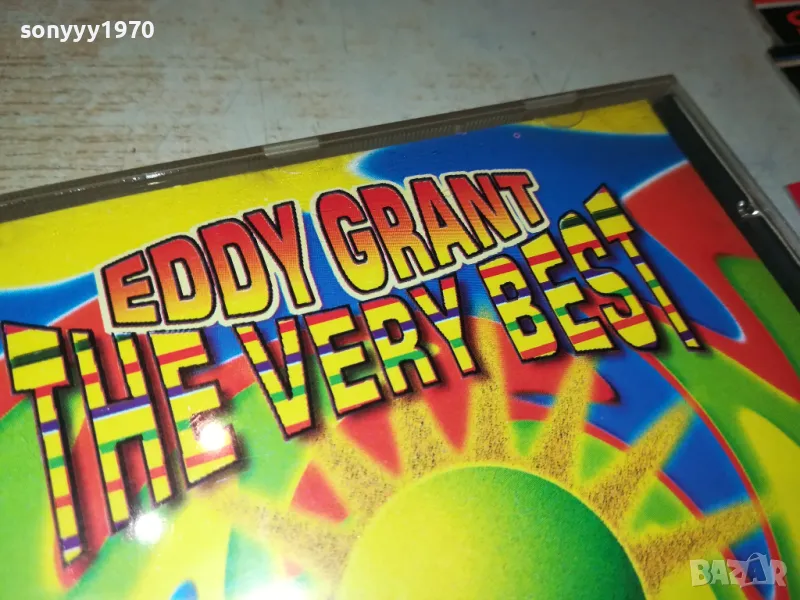 sonyyy1970
EDDY GRANT
THE VERY BEST
BAZAR